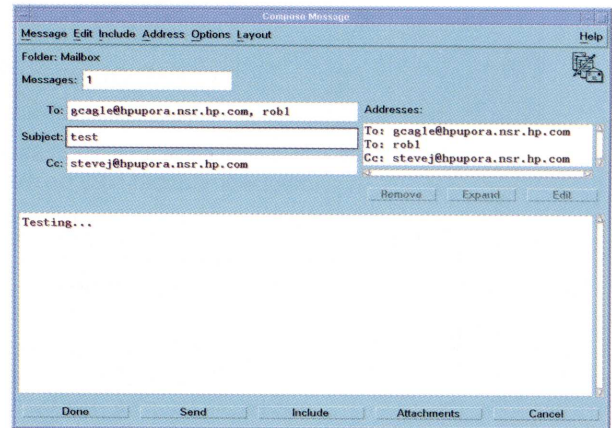 Compose Message
Message Edit Include Address Options Layout Help
Folder: Mailbox
Messages: 1
To: gcagle@hpupora.nsr.hp.com, robl
Addresses:
To: gcagle@hpupora.nsr.hp.com
To: robl
Cc: stevej@hpupora.nsr.hp.com
Subject: test
Cc: stevej@hpupora.nsr.hp.com
Remove Expand Edit
Testing...
Done Send Include Attachments Cancel